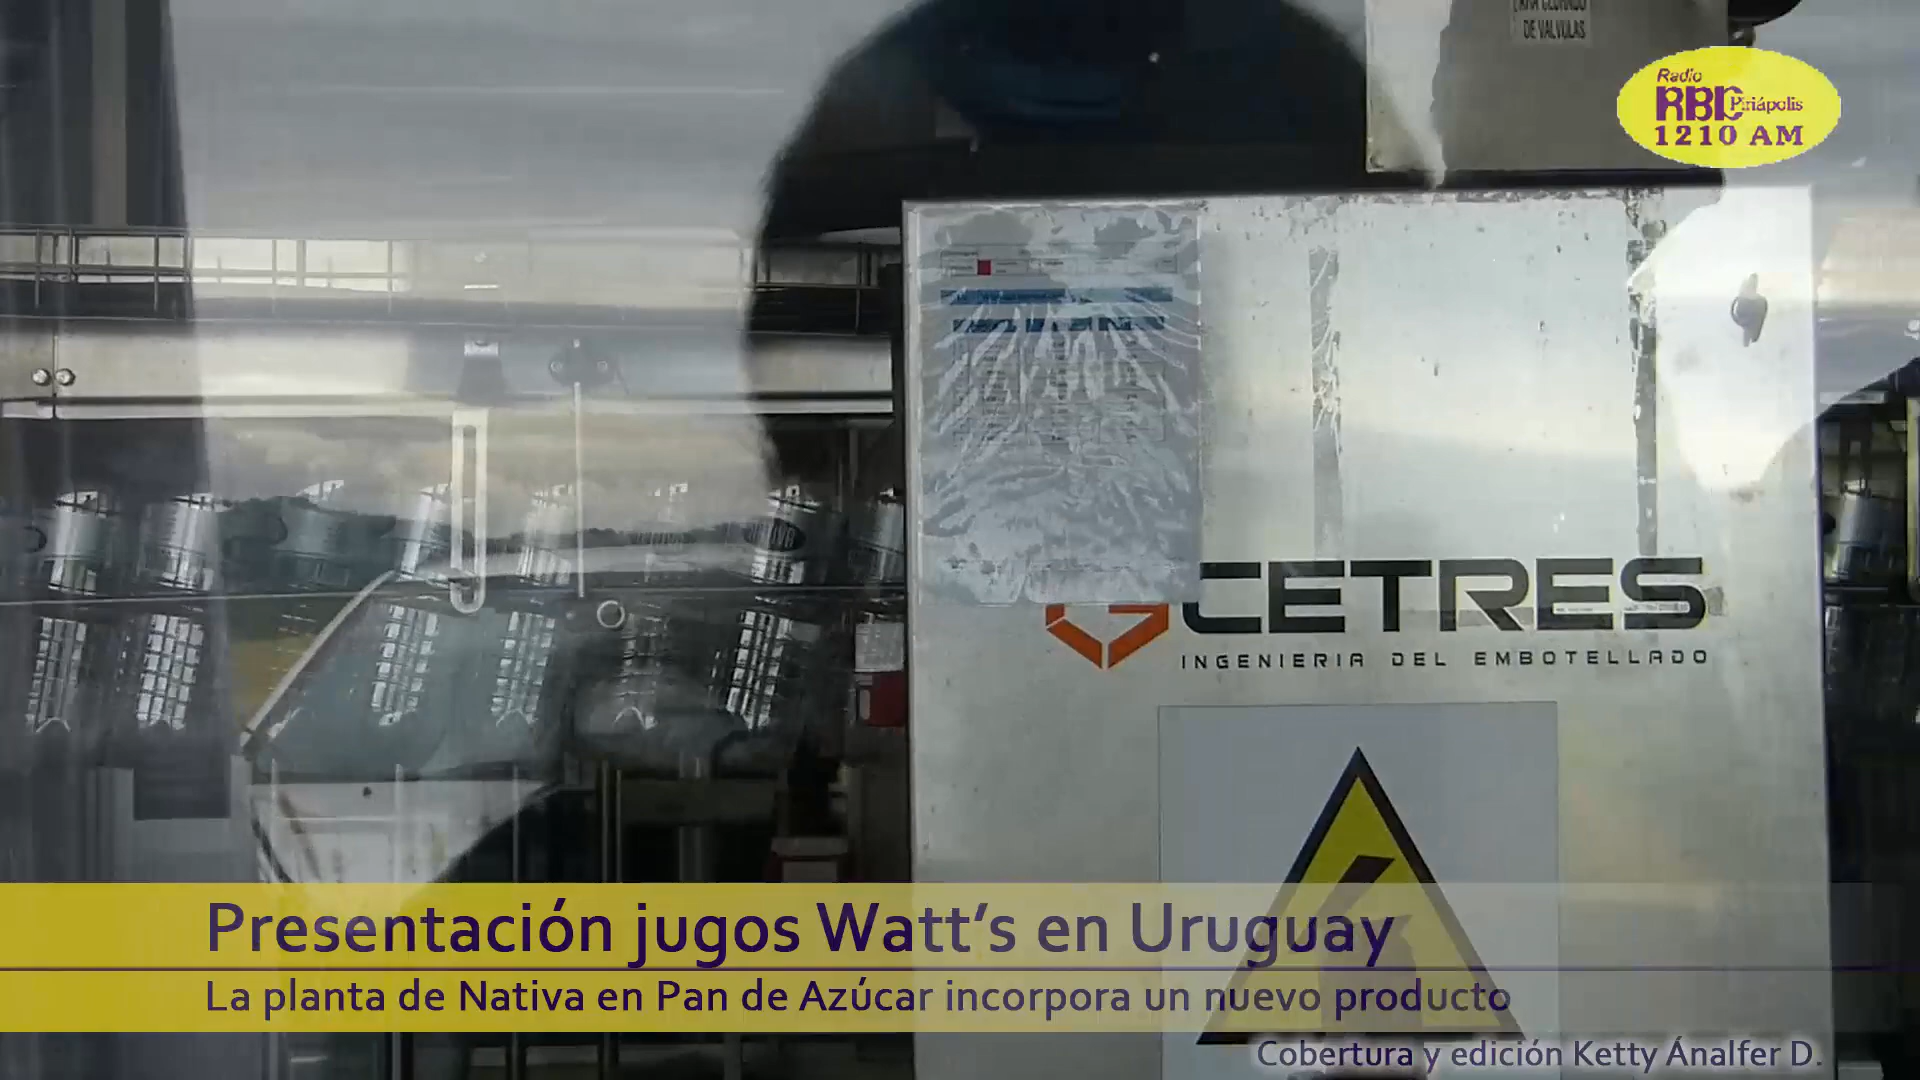 DE VALVULAS
Radio
RBC Piriápolis
1210 AM
CETRES
INGENIERIA DEL EMBOTELLADO
Presentación jugos Watt's en Uruguay
La planta de Nativa en Pan de Azúcar incorpora un nuevo producto
Cobertura y edición Ketty Ánalfer D.